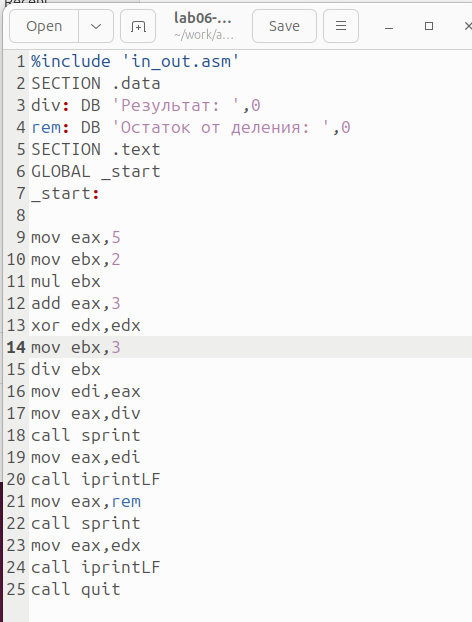 Open
lab06-...
~/work/a...
Save
1 %include 'in_out.asm'
2 SECTION .data
3 div: DB 'Результат: ',0
4 rem: DB 'Остаток от деления: ',0
5 SECTION .text
6 GLOBAL _start
7 _start:
8
9 mov eax,5
10 mov ebx,2
11 mul ebx
12 add eax,3
13 xor edx,edx
14 mov ebx,3
15 div ebx
16 mov edi,eax
17 mov eax,div
18 call sprint
19 mov eax,edi
20 call iprintLF
21 mov eax,rem
22 call sprint
23 mov eax,edx
24 call iprintLF
25 call quit